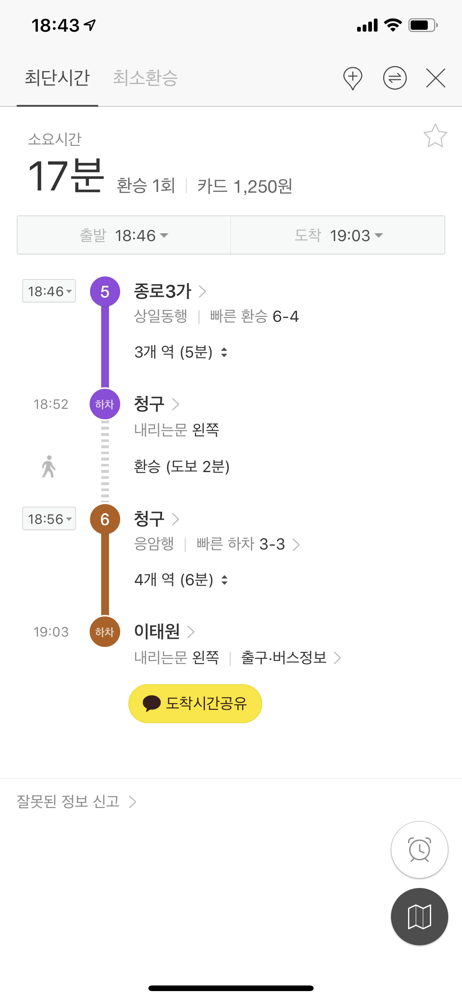 18:43
최단시간 최소환승
소요시간
17분 환승 1회 카드 1,250원
출발 18:46 도착 19:03
18:46 5 종로3가
상일동행 | 빠른 환승 6-4
3개 역 (5분)
18:52 하차 청구
내리는문 왼쪽
환승 (도보 2분)
18:56 6 청구
응암행 | 빠른 하차 3-3
4개 역 (6분)
19:03 하차 이태원
내리는문 왼쪽 | 출구·버스정보
도착시간공유
잘못된 정보 신고